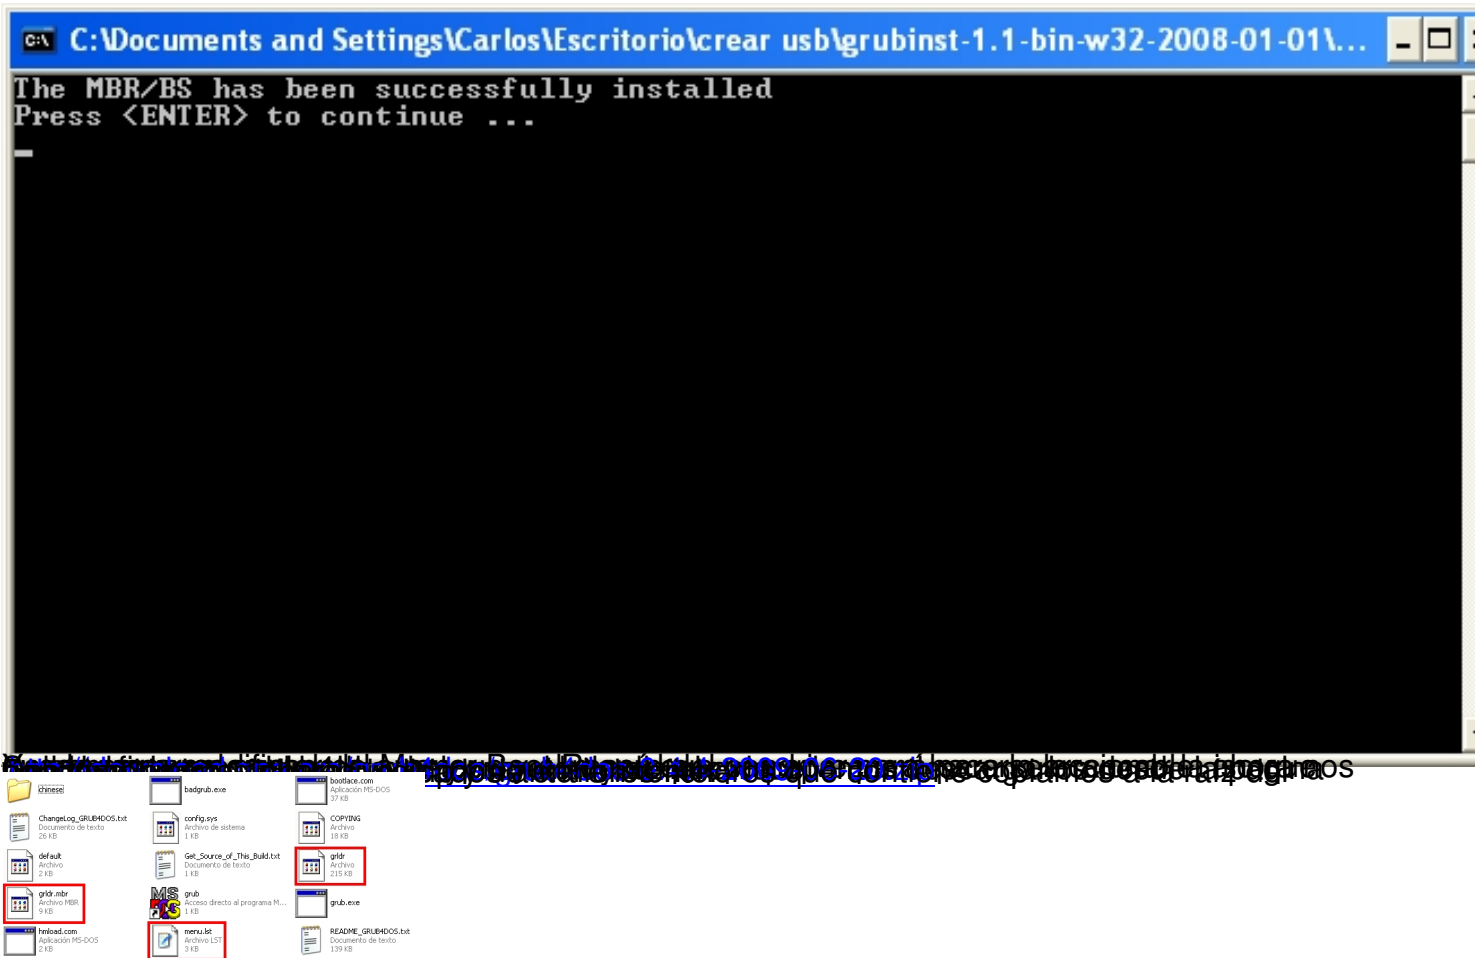 C:\Documents and Settings\Carlos\Escritorio\crear usb\grubinst-1.1-bin-w32-2008-01-01\...
The MBR/BS has been successfully installed
Press <ENTER> to continue ...
chinese
badgrub.exe
bootlace.com
Aplicación MS-DOS
37 KB
ChangeLog_GRUB4DOS.txt
Documento de texto
26 KB
config.sys
Archivo de sistema
1 KB
COPYING
Archivo
18 KB
default
Archivo
2 KB
Get_Source_of_This_Build.txt
Documento de texto
1 KB
grldr
Archivo
215 KB
grldr.mbr
Archivo MBR
9 KB
grub
Acceso directo al programa M...
1 KB
grub.exe
hmload.com
Aplicación MS-DOS
2 KB
menu.lst
Archivo LST
3 KB
README_GRUB4DOS.txt
Documento de texto
139 KB